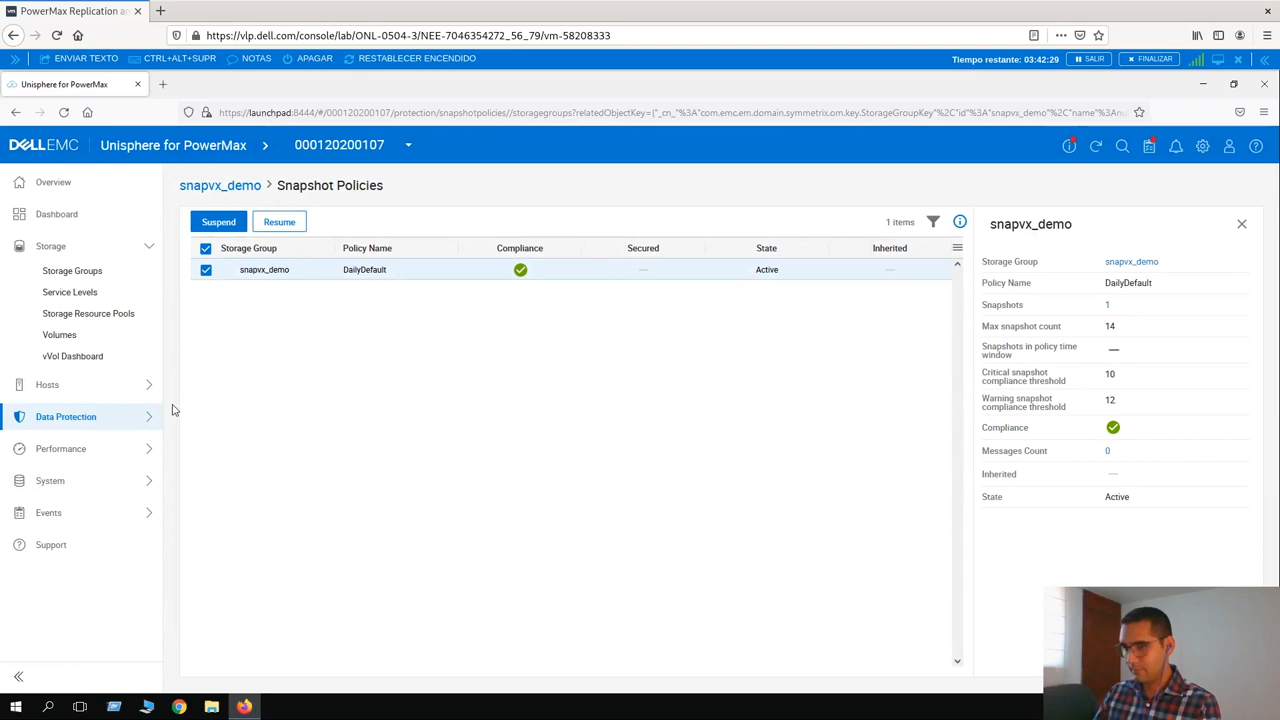 PowerMax Replication an
https://vlp.dell.com/console/lab/ONL-0504-3/NEE-7046354272_56_79/vm-58208333
ENVIAR TEXTO CTRL+ALT+SUPR NOTAS APAGAR RESTABLECER ENCENDIDO Tiempo restante: 03:42:29 SALIR FINALIZAR
Unisphere for PowerMax
https://launchpad:8444/#/000120200107/protection/snapshotpolicies//storagegroups?relatedObjectKey={"_cn_"%3A"com.emc.em.domain.symmetrix.om.key.StorageGroupKey"%2C"id"%3A"snapvx_demo"%2C"name"%3Anu
DELLEMC Unisphere for PowerMax > 000120200107
Overview
Dashboard
Storage
Storage Groups
Service Levels
Storage Resource Pools
Volumes
vVol Dashboard
Hosts
Data Protection
Performance
System
Events
Support
snapvx_demo > Snapshot Policies
Suspend Resume 1 items
Storage Group Policy Name Compliance Secured State Inherited
snapvx_demo DailyDefault — Active —
snapvx_demo
Storage Group snapvx_demo
Policy Name DailyDefault
Snapshots 1
Max snapshot count 14
Snapshots in policy time
window —
Critical snapshot
compliance threshold 10
Warning snapshot
compliance threshold 12
Compliance
Messages Count 0
Inherited —
State Active